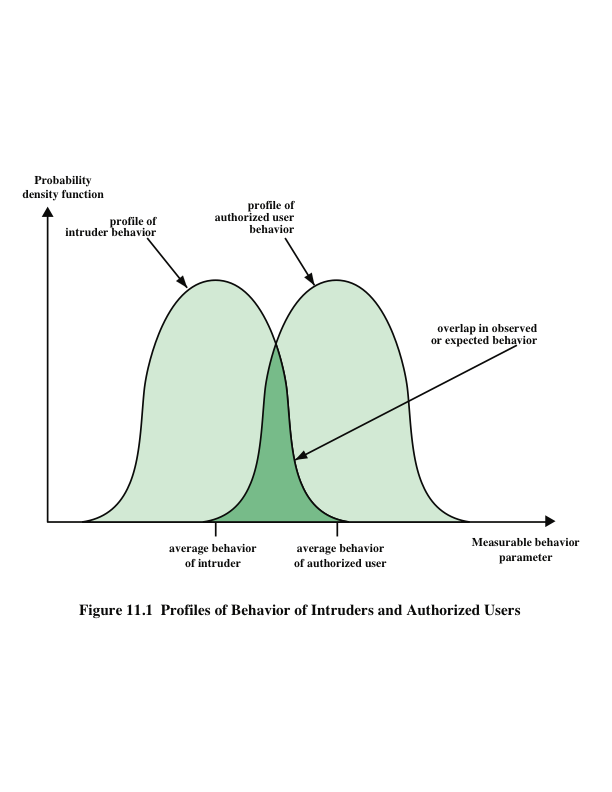 Probability
density function
profile of
intruder behavior
profile of
authorized user
behavior
overlap in observed
or expected behavior
average behavior
of intruder
average behavior
of authorized user
Measurable behavior
parameter
Figure 11.1  Profiles of Behavior of Intruders and Authorized Users